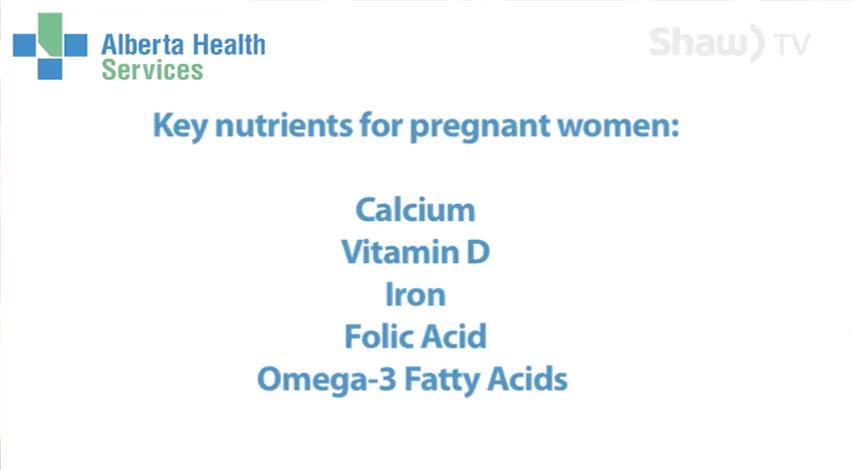 Alberta Health
Services
Shaw) TV
Key nutrients for pregnant women:
Calcium
Vitamin D
Iron
Folic Acid
Omega-3 Fatty Acids